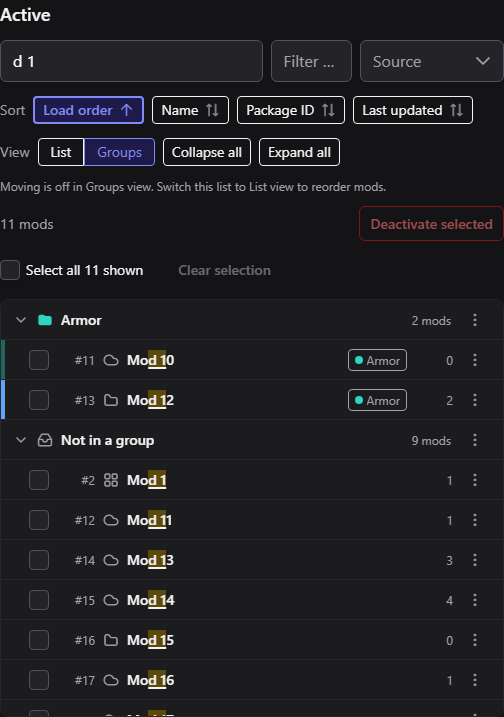 Active
d 1 Filter ... Source
Sort Load order Name Package ID Last updated
View List Groups Collapse all Expand all
Moving is off in Groups view. Switch this list to List view to reorder mods.
11 mods Deactivate selected
Select all 11 shown Clear selection
Armor 2 mods
#11 Mod 10 Armor 0
#13 Mod 12 Armor 2
Not in a group 9 mods
#2 Mod 1 1
#12 Mod 11 1
#14 Mod 13 3
#15 Mod 14 4
#16 Mod 15 0
#17 Mod 16 1